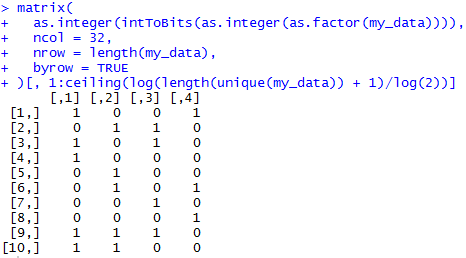 > matrix(
+   as.integer(intToBits(as.integer(as.factor(my_data)))),
+   ncol = 32,
+   nrow = length(my_data),
+   byrow = TRUE
+ )[, 1:ceiling(log(length(unique(my_data)) + 1)/log(2))]
      [,1] [,2] [,3] [,4]
 [1,]    1    0    0    1
 [2,]    0    1    1    0
 [3,]    1    0    1    0
 [4,]    1    0    0    0
 [5,]    0    1    0    0
 [6,]    0    1    0    1
 [7,]    0    0    1    0
 [8,]    0    0    0    1
 [9,]    1    1    1    0
[10,]    1    1    0    0